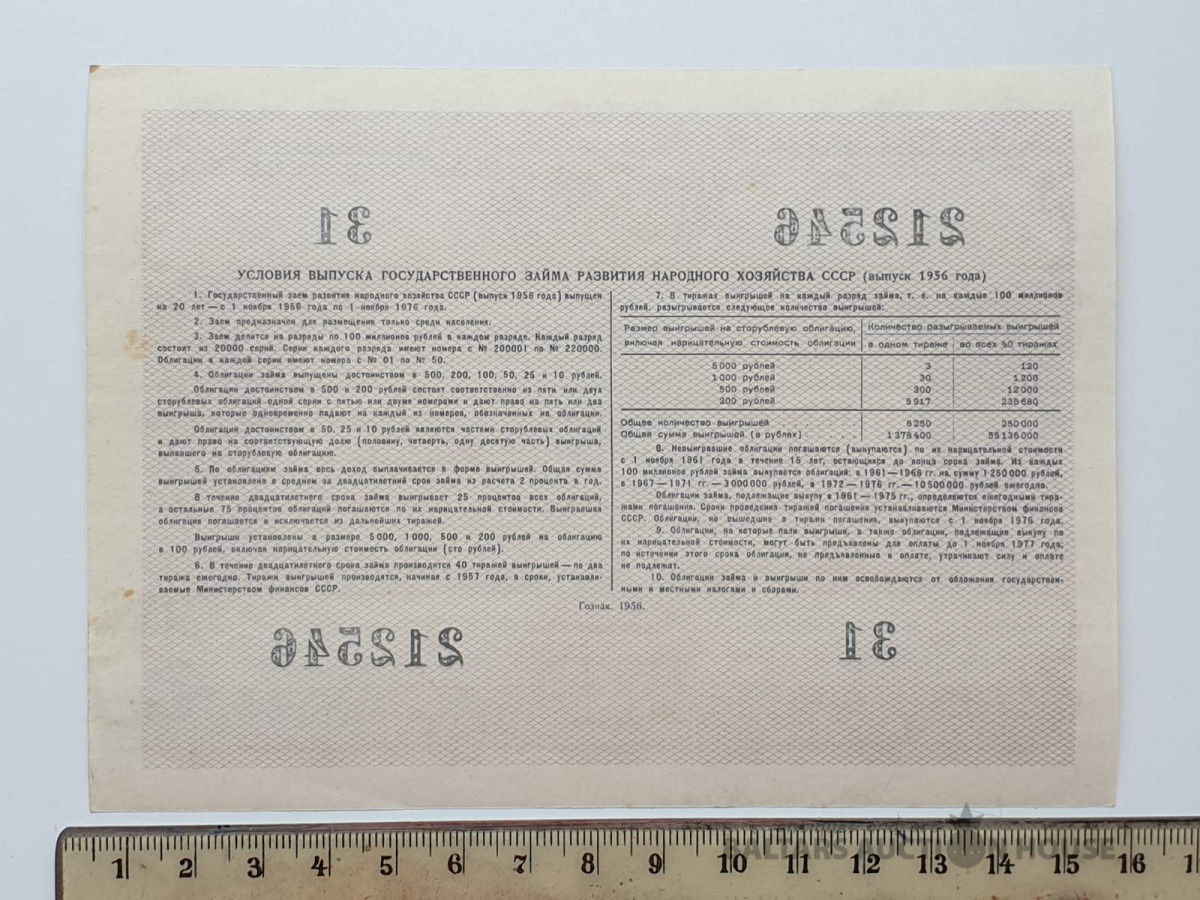 31 212546
УСЛОВИЯ ВЫПУСКА ГОСУДАРСТВЕННОГО ЗАЙМА РАЗВИТИЯ НАРОДНОГО ХОЗЯЙСТВА СССР (выпуск 1956 года)
1. Государственный заем развития народного хозяйства СССР (выпуск 1956 года) выпущен
на 20 лет — с 1 ноября 1956 года по 1 ноября 1976 года.
2. Заем предназначен для размещения только среди населения.
3. Заем делится на разряды по 100 миллионов рублей в каждом разряде. Каждый разряд
состоит из 20000 серий. Серии каждого разряда имеют номера с № 200001 по № 220000.
Облигации в каждой серии имеют номера с № 01 по № 50.
4. Облигации займа выпущены достоинством в 500, 200, 100, 50, 25 и 10 рублей.
Облигации достоинством в 500 и 200 рублей состоят соответственно из пяти или двух
сторублевых облигаций одной серии с пятью или двумя номерами и дают право на пять или два
выигрыша, которые одновременно падают на каждый из номеров, обозначенных на облигации.
Облигации достоинством в 50, 25 и 10 рублей являются частями сторублевых облигаций
и дают право на соответствующую долю (половину, четверть, одну десятую часть) выигрыша,
выпавшего на сторублевую облигацию.
5. По облигациям займа весь доход выплачивается в форме выигрышей. Общая сумма
выигрышей установлена в среднем за двадцатилетний срок займа из расчета 2 процента в год.
В течение двадцатилетнего срока займа выигрывает 25 процентов всех облигаций,
а остальные 75 процентов облигаций погашаются по их нарицательной стоимости. Выигравшая
облигация погашается и исключается из дальнейших тиражей.
Выигрыши установлены в размере 5000, 1000, 500 и 200 рублей на облигацию
в 100 рублей, включая нарицательную стоимость облигации (сто рублей).
6. В течение двадцатилетнего срока займа производится 40 тиражей выигрышей — по два
тиража ежегодно. Тиражи выигрышей производятся, начиная с 1957 года, в сроки, устанавли-
ваемые Министерством финансов СССР.
7. В тиражах выигрышей на каждый разряд займа, т. е. на каждые 100 миллионов
рублей, разыгрывается следующее количество выигрышей:
Размер выигрышей на сторублевую облигацию, включая нарицательную стоимость облигации
Количество разыгрываемых выигрышей
в одном тираже во всех 40 тиражах
5000 рублей 3 120
1000 рублей 30 1200
500 рублей 300 12000
200 рублей 5917 236680
Общее количество выигрышей 6250 250000
Общая сумма выигрышей (в рублях) 1378400 55136000
8. Невыигравшие облигации погашаются (выкупаются) по их нарицательной стоимости
с 1 ноября 1961 года в течение 15 лет, остающихся до конца срока займа. Из каждых
100 миллионов рублей займа выкупается облигаций: в 1961—1966 гг. на сумму 1250000 рублей,
в 1967—1971 гг. — 3000000 рублей, в 1972—1976 гг. — 10500000 рублей ежегодно.
Облигации займа, подлежащие выкупу в 1961—1975 гг., определяются ежегодными тира-
жами погашения. Сроки проведения тиражей погашения устанавливаются Министерством финансов
СССР. Облигации, не вышедшие в тиражи погашения, выкупаются с 1 ноября 1976 года.
9. Облигации, на которые пали выигрыши, а также облигации, подлежащие выкупу по
их нарицательной стоимости, могут быть предъявлены для оплаты до 1 ноября 1977 года;
по истечении этого срока облигации, не предъявленные к оплате, утрачивают силу и оплате
не подлежат.
10. Облигации займа и выигрыши по ним освобождаются от обложения государствен-
ными и местными налогами и сборами.
Гознак. 1956.
212546 31
1 2 3 4 5 6 7 8 9 10 11 12 13 14 15 16 1
BALTARS AUCTION HOUSE